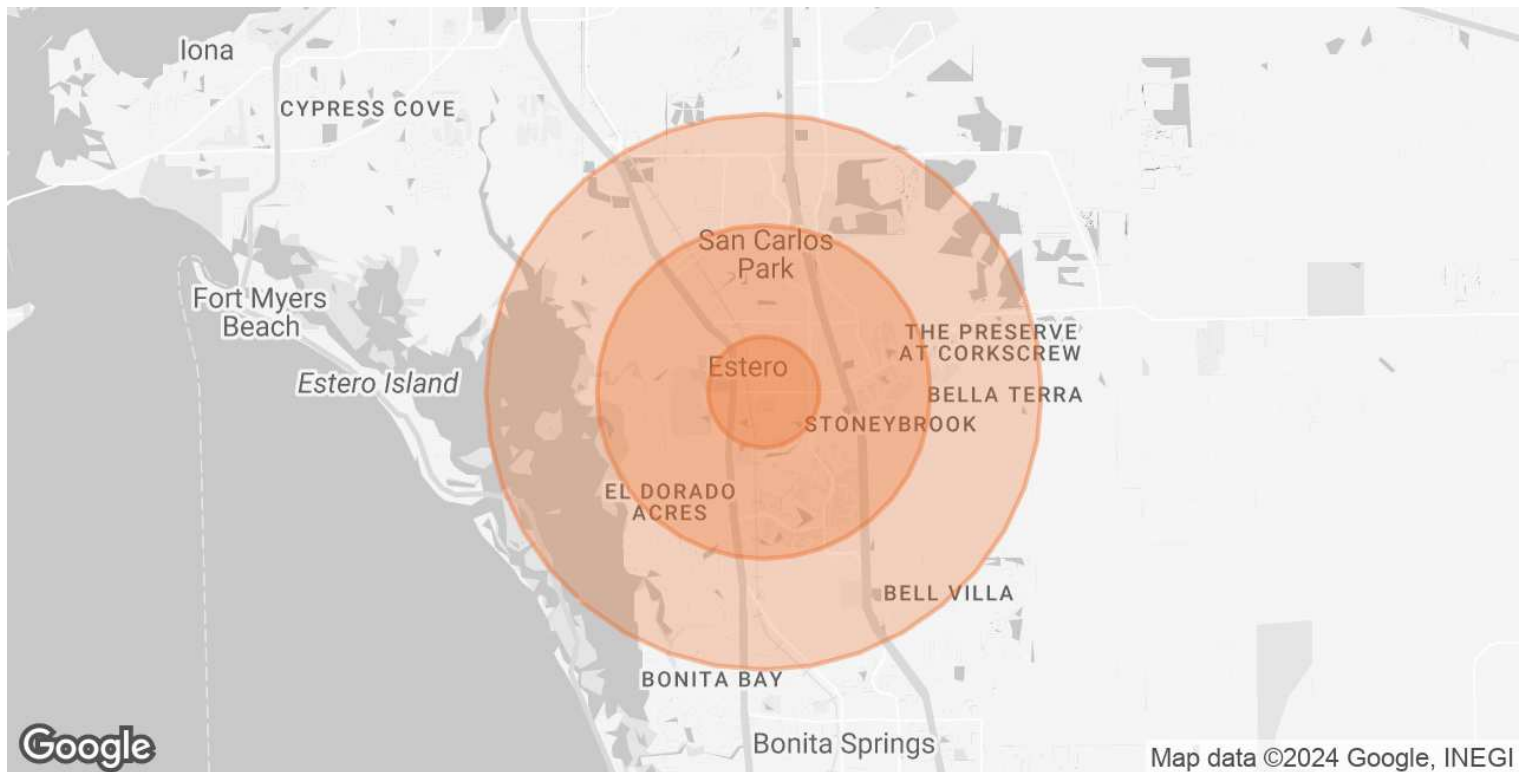 Iona
CYPRESS COVE
San Carlos
Park
Fort Myers
Beach
THE PRESERVE
AT CORKSCREW
Estero
Estero Island
BELLA TERRA
STONEYBROOK
EL DORADO
ACRES
BELL VILLA
BONITA BAY
Bonita Springs
Google
Map data ©2024 Google, INEGI